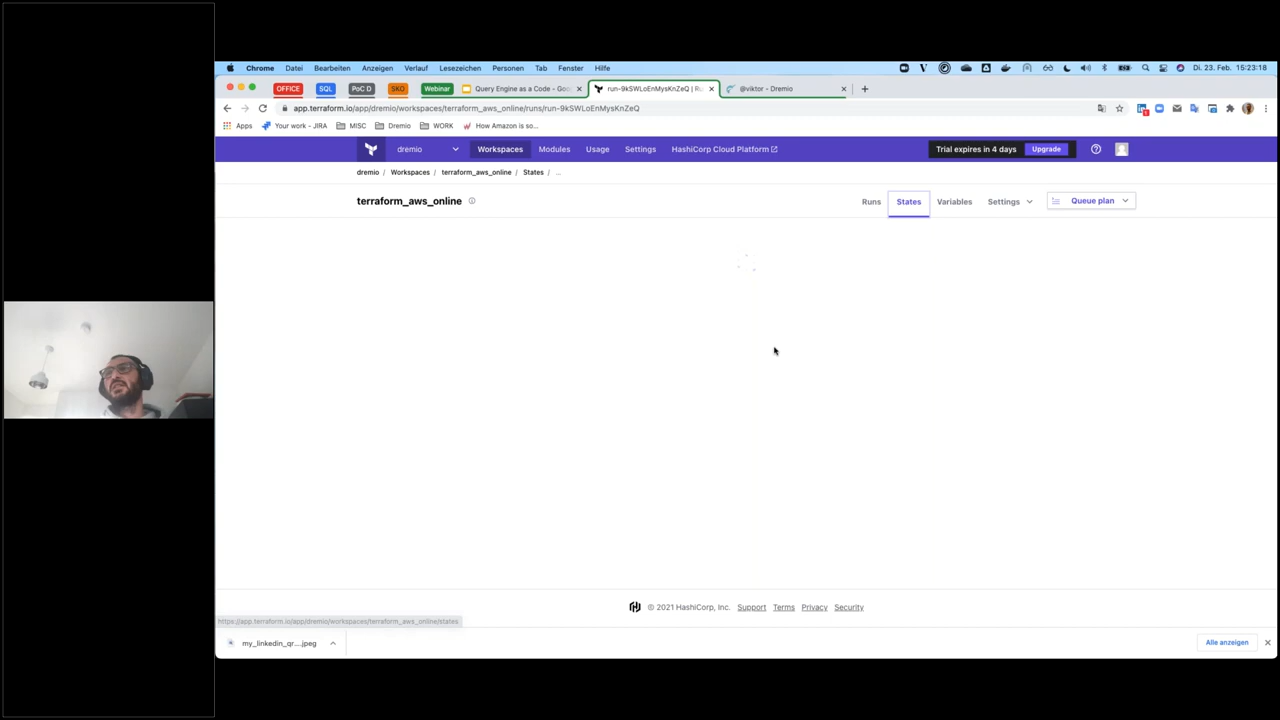 Chrome Datei Bearbeiten Anzeigen Verlauf Lesezeichen Personen Tab Fenster Hilfe Di. 23. Feb. 15:23:18
OFFICE SQL PoC D SKO Webinar Query Engine as a Code - Goo run-9kSWLoEnMysKnZeQ | R @viktor - Dremio
app.terraform.io/app/dremio/workspaces/terraform_aws_online/runs/run-9kSWLoEnMysKnZeQ
Apps Your work - JIRA MISC Dremio WORK How Amazon is so...
dremio Workspaces Modules Usage Settings HashiCorp Cloud Platform Trial expires in 4 days Upgrade
dremio / Workspaces / terraform_aws_online / States / ...
terraform_aws_online Runs States Variables Settings Queue plan
© 2021 HashiCorp, Inc. Support Terms Privacy Security
https://app.terraform.io/app/dremio/workspaces/terraform_aws_online/states
my_linkedin_qr....jpeg Alle anzeigen